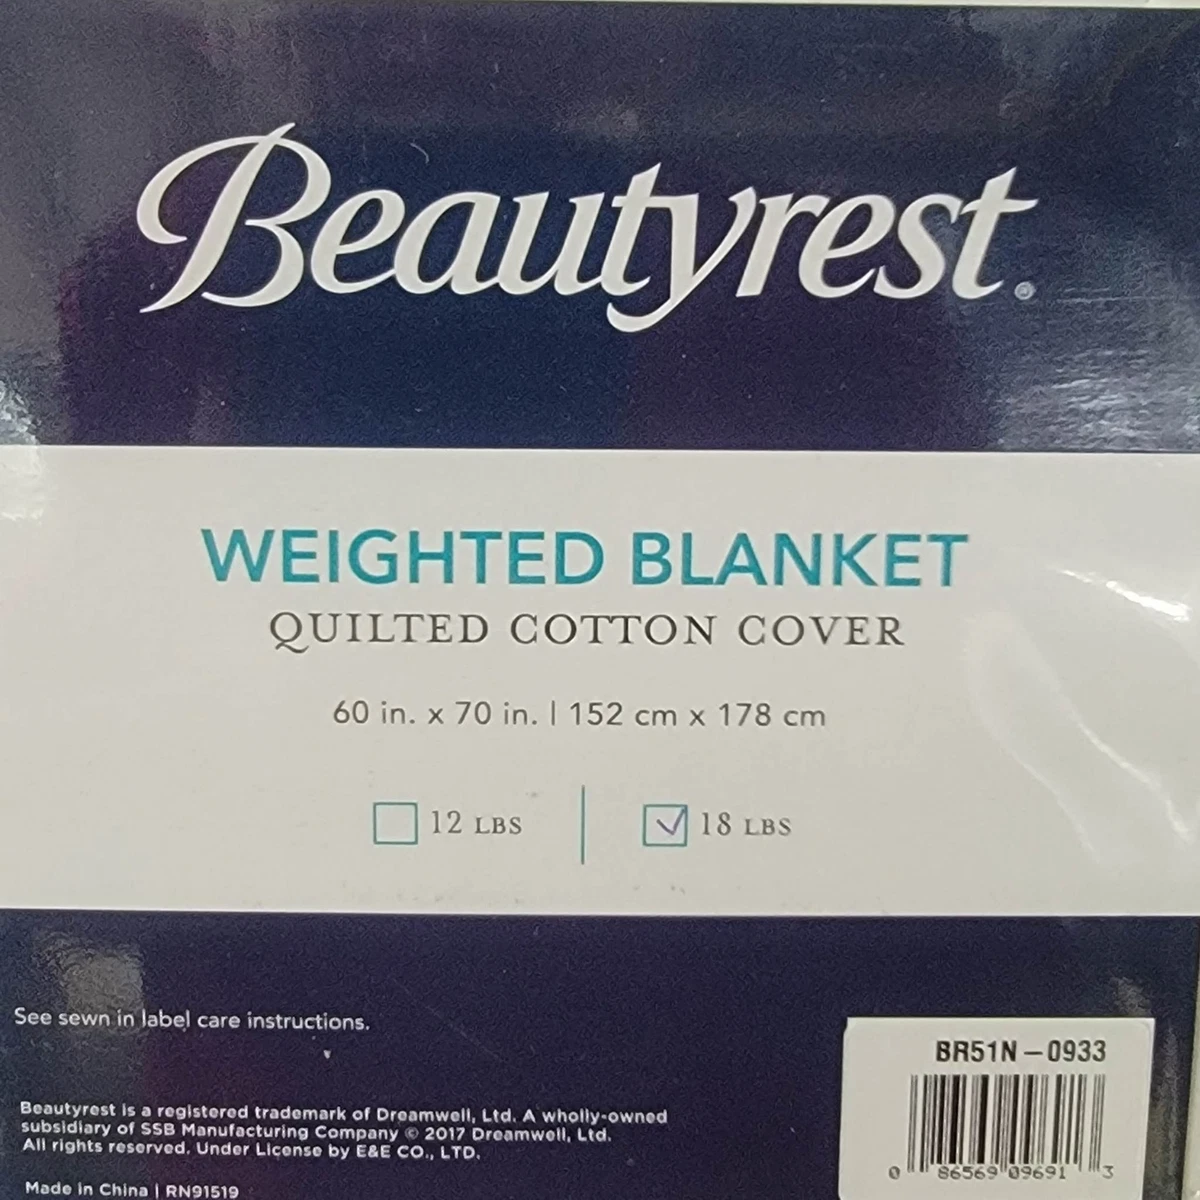 Beautyrest®
WEIGHTED BLANKET
QUILTED COTTON COVER
60 in. x 70 in. | 152 cm x 178 cm
12 LBS | 18 LBS
See sewn in label care instructions.
BR51N-0933
Beautyrest is a registered trademark of Dreamwell, Ltd. A wholly-owned
subsidiary of SSB Manufacturing Company © 2017 Dreamwell, Ltd.
All rights reserved. Under License by E&E CO., LTD.
0 86569 09691 3
Made in China | RN91519